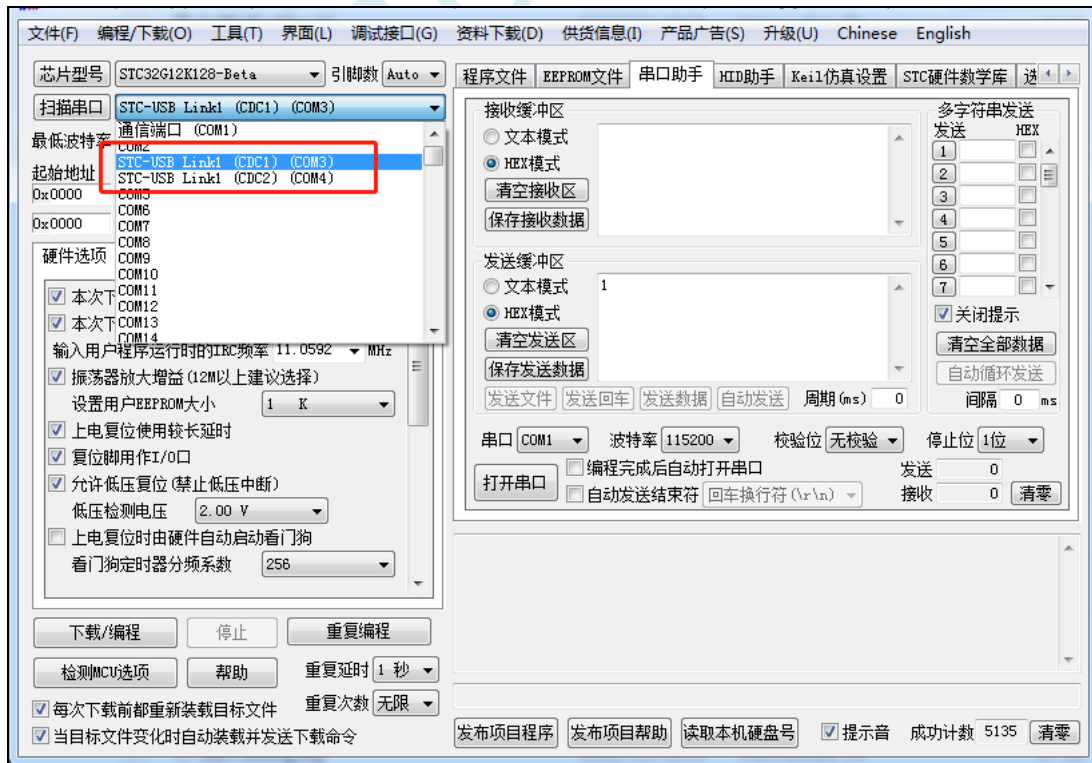 文件(F) 编程/下载(O) 工具(T) 界面(L) 调试接口(G) 资料下载(D) 供货信息(I) 产品广告(S) 升级(U) Chinese English
芯片型号 STC32G12K128-Beta 引脚数 Auto
扫描串口 STC-USB Link1 (CDC1) (COM3)
最低波特率
起始地址
0x0000
0x0000
通信端口 (COM1)
COM2
STC-USB Link1 (CDC1) (COM3)
STC-USB Link1 (CDC2) (COM4)
COM5
COM6
COM7
COM8
COM9
COM10
COM11
COM12
COM13
COM14
硬件选项
本次下
本次下
输入用户程序运行时的IRC频率 11.0592 MHz
振荡器放大增益(12M以上建议选择)
设置用户EEPROM大小 1 K
上电复位使用较长延时
复位脚用作I/O口
允许低压复位(禁止低压中断)
低压检测电压 2.00 V
上电复位时由硬件自动启动看门狗
看门狗定时器分频系数 256
下载/编程 停止 重复编程
检测MCU选项 帮助 重复延时 1 秒
每次下载前都重新装载目标文件 重复次数 无限
当目标文件变化时自动装载并发送下载命令
程序文件 EEPROM文件 串口助手 HID助手 Keil仿真设置 STC硬件数学库
接收缓冲区
文本模式
HEX模式
清空接收区
保存接收数据
发送缓冲区
文本模式
1
HEX模式
清空发送区
保存发送数据
发送文件 发送回车 发送数据 自动发送 周期(ms) 0
多字符串发送
发送 HEX
1
2
3
4
5
6
7
关闭提示
清空全部数据
自动循环发送
间隔 0 ms
串口 COM1 波特率 115200 校验位 无校验 停止位 1位
打开串口 编程完成后自动打开串口 发送 0
自动发送结束符 回车换行符(\r\n) 接收 0 清零
发布项目程序 发布项目帮助 读取本机硬盘号 提示音 成功计数 5135 清零